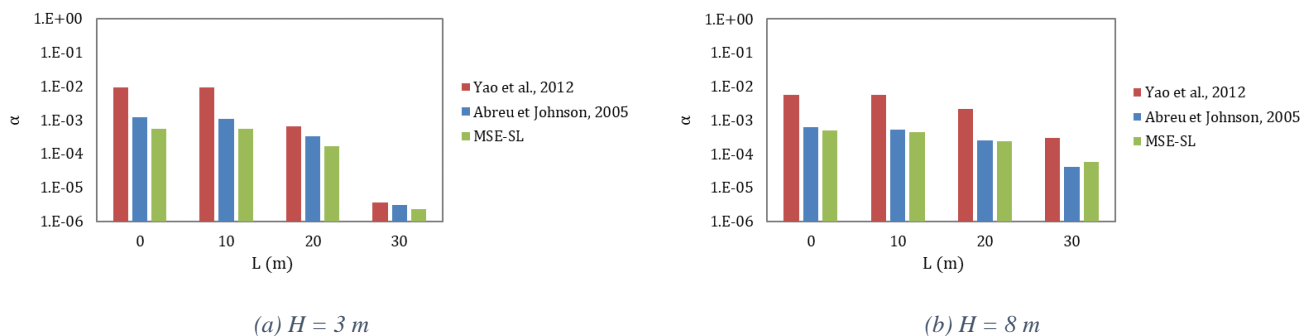 1.E+00
1.E-01
1.E-02
1.E-03
1.E-04
1.E-05
1.E-06
α
0 10 20 30
L (m)
Yao et al., 2012
Abreu et Johnson, 2005
MSE-SL
(a) H = 3 m
1.E+00
1.E-01
1.E-02
1.E-03
1.E-04
1.E-05
1.E-06
α
0 10 20 30
L (m)
Yao et al., 2012
Abreu et Johnson, 2005
MSE-SL
(b) H = 8 m